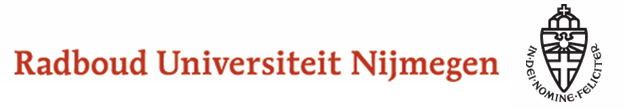 Radboud Universiteit Nijmegen
IN·DEI·NOMINE·FELICITER